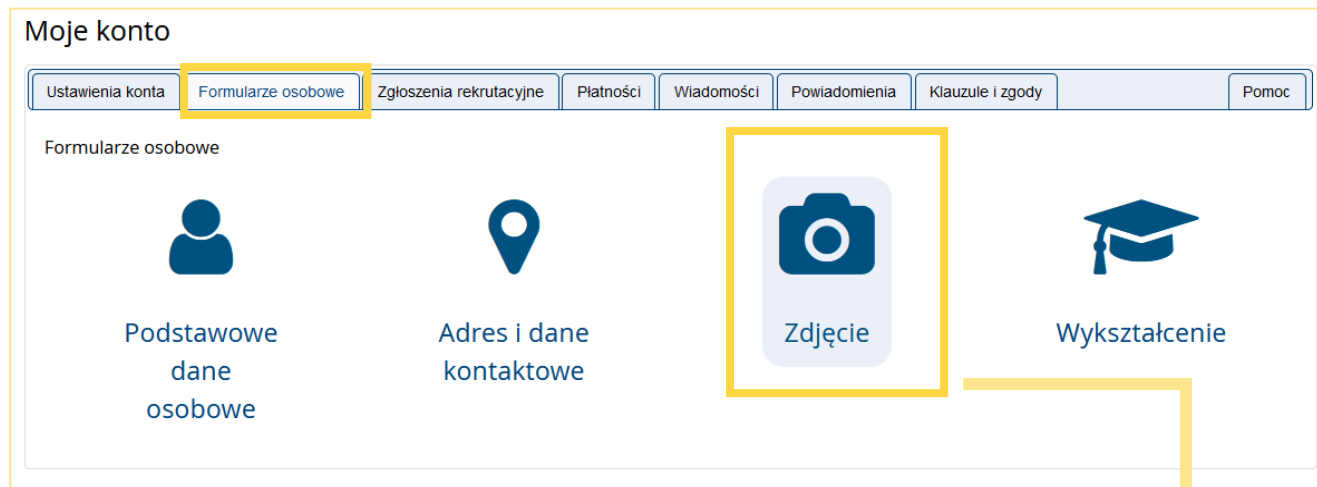 Moje konto
Ustawienia konta Formularze osobowe Zgłoszenia rekrutacyjne Płatności Wiadomości Powiadomienia Klauzule i zgody Pomoc
Formularze osobowe
Podstawowe
dane
osobowe
Adres i dane
kontaktowe
Zdjęcie
Wykształcenie